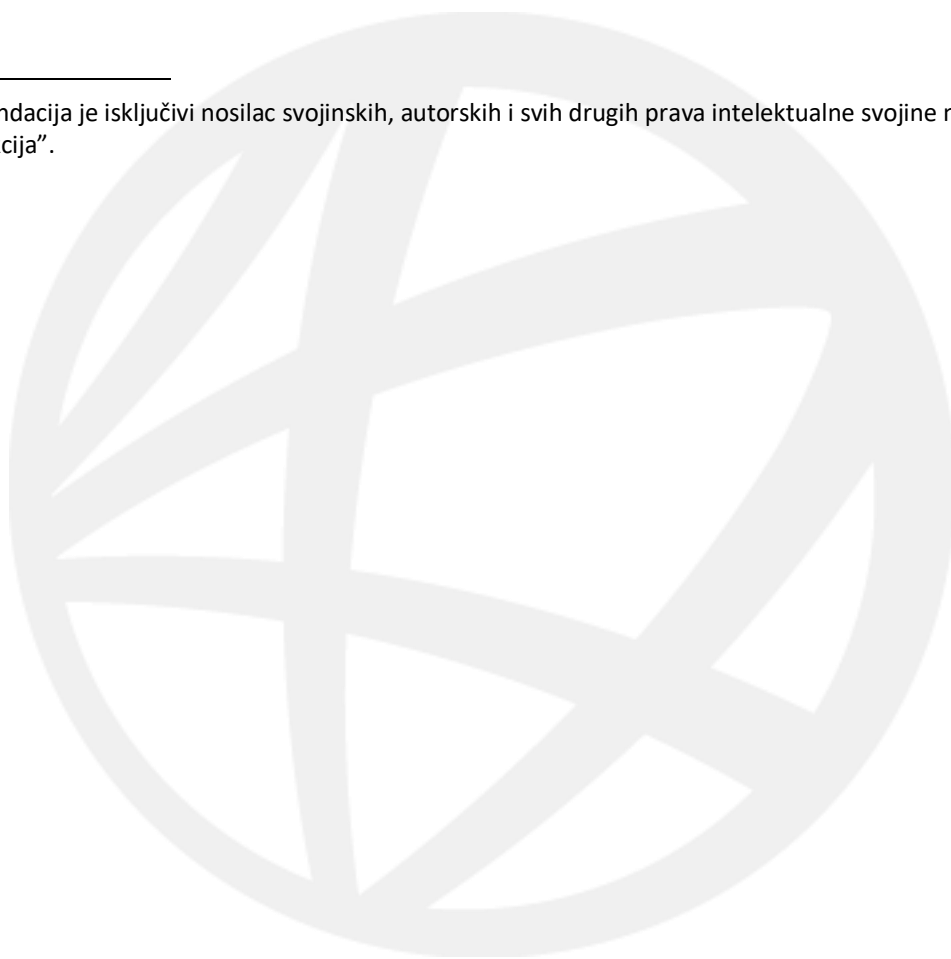 ndacija je isključivi nosilac svojinskih, autorskih i svih drugih prava intelektualne svojine
cija”.